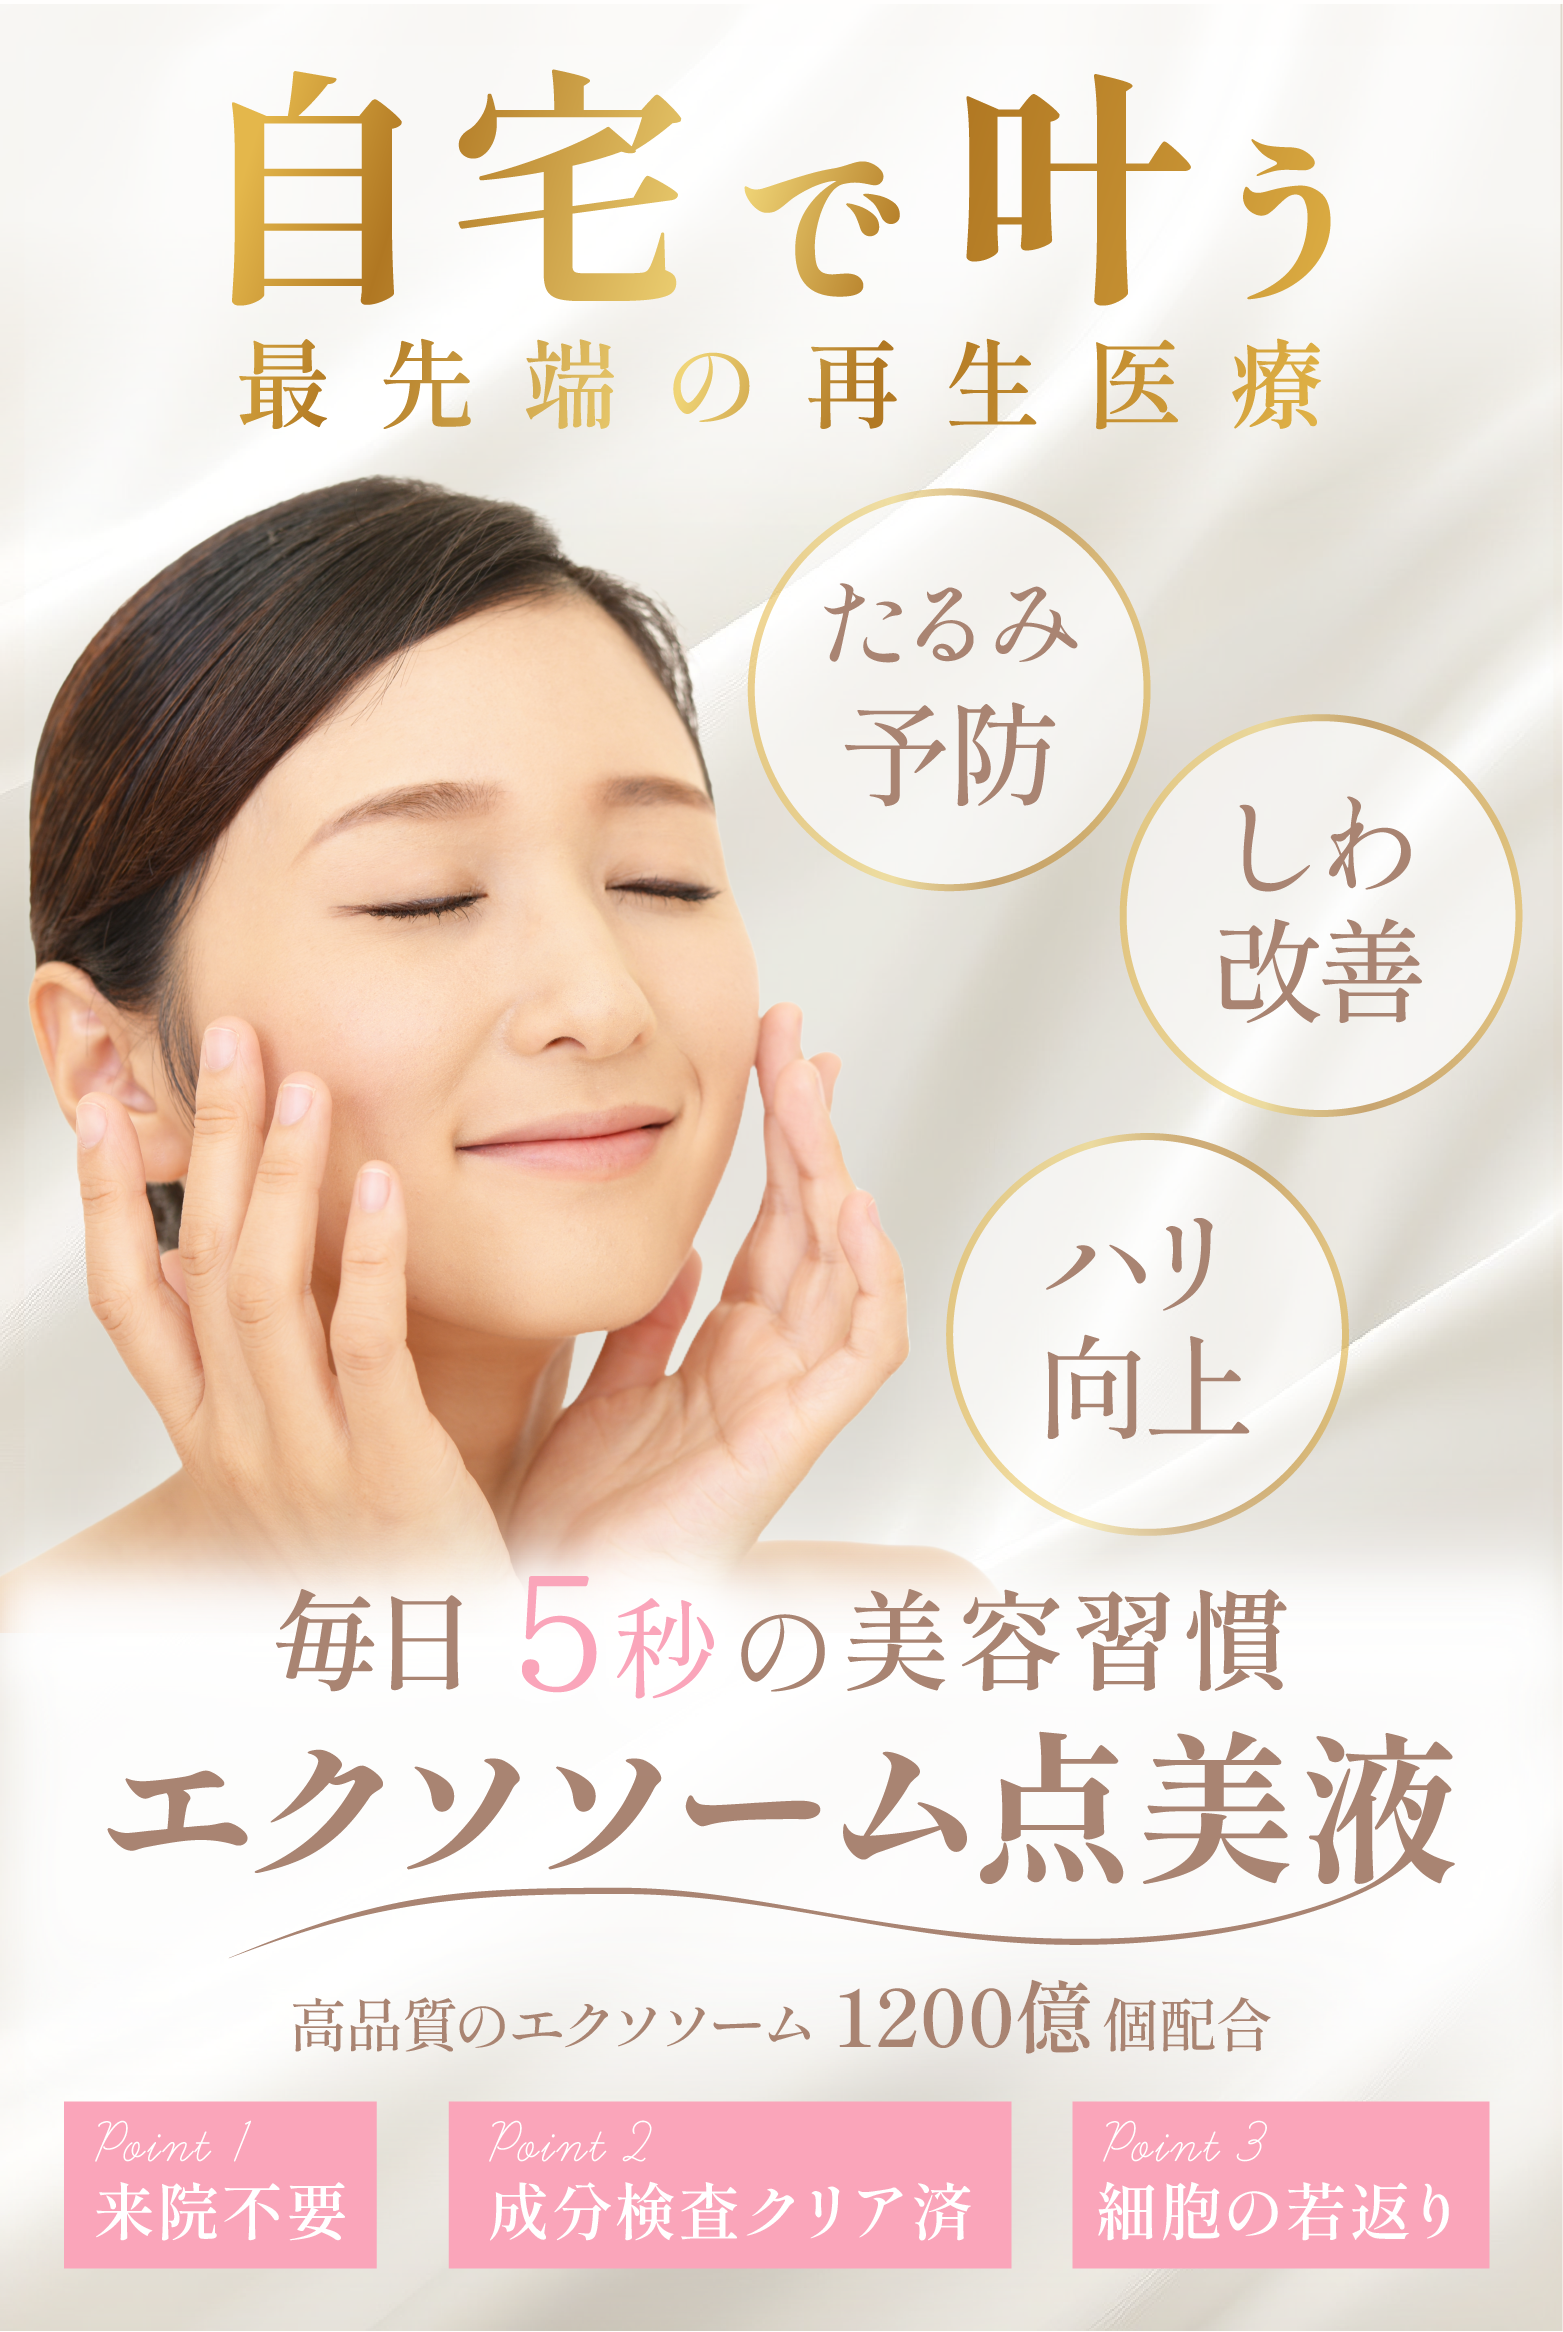 自宅で叶う
最先端の再生医療
たるみ
予防
しわ
改善
ハリ
向上
毎日 5秒の美容習慣
エクソソーム点美液
高品質のエクソソーム 1200億個配合
Point 1
来院不要
Point 2
成分検査クリア済
Point 3
細胞の若返り